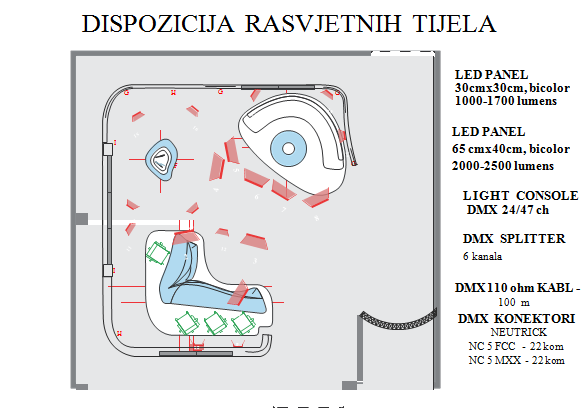 DISPOZICIJA RASVJETNIH TIJELA
LED PANEL
30cmx30cm, bicolor
1000-1700 lumens
LED PANEL
65 cmx40cm, bicolor
2000-2500 lumens
LIGHT CONSOLE
DMX 24/47 ch
DMX SPLITTER
6 kanala
DMX110 ohm KABL -
100 m
DMX KONEKTORI
NEUTRICK
NC 5 FCC - 22kom
NC 5 MXX - 22kom